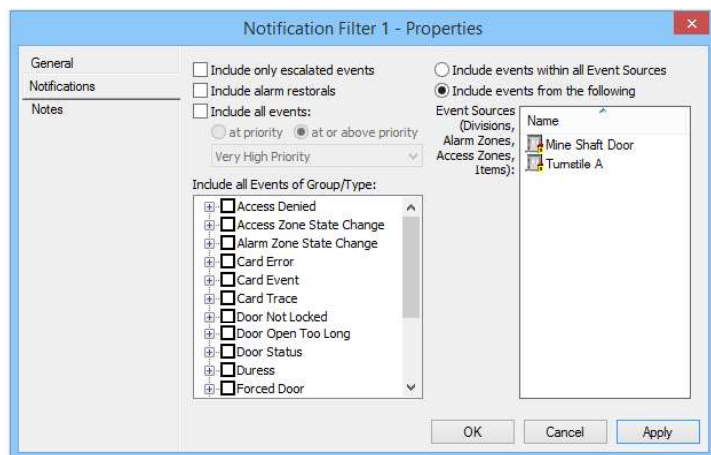 Notification Filter 1 - Properties
General
Notifications
Notes
Include only escalated events
Include alarm restorals
Include all events:
at priority at or above priority
Very High Priority
Include all Events of Group/Type:
Access Denied
Access Zone State Change
Alarm Zone State Change
Card Error
Card Event
Card Trace
Door Not Locked
Door Open Too Long
Door Status
Duress
Forced Door
Include events within all Event Sources
Include events from the following
Event Sources
(Divisions,
Alarm Zones,
Access Zones,
Items):
Name
Mine Shaft Door
Turnstile A
OK Cancel Apply